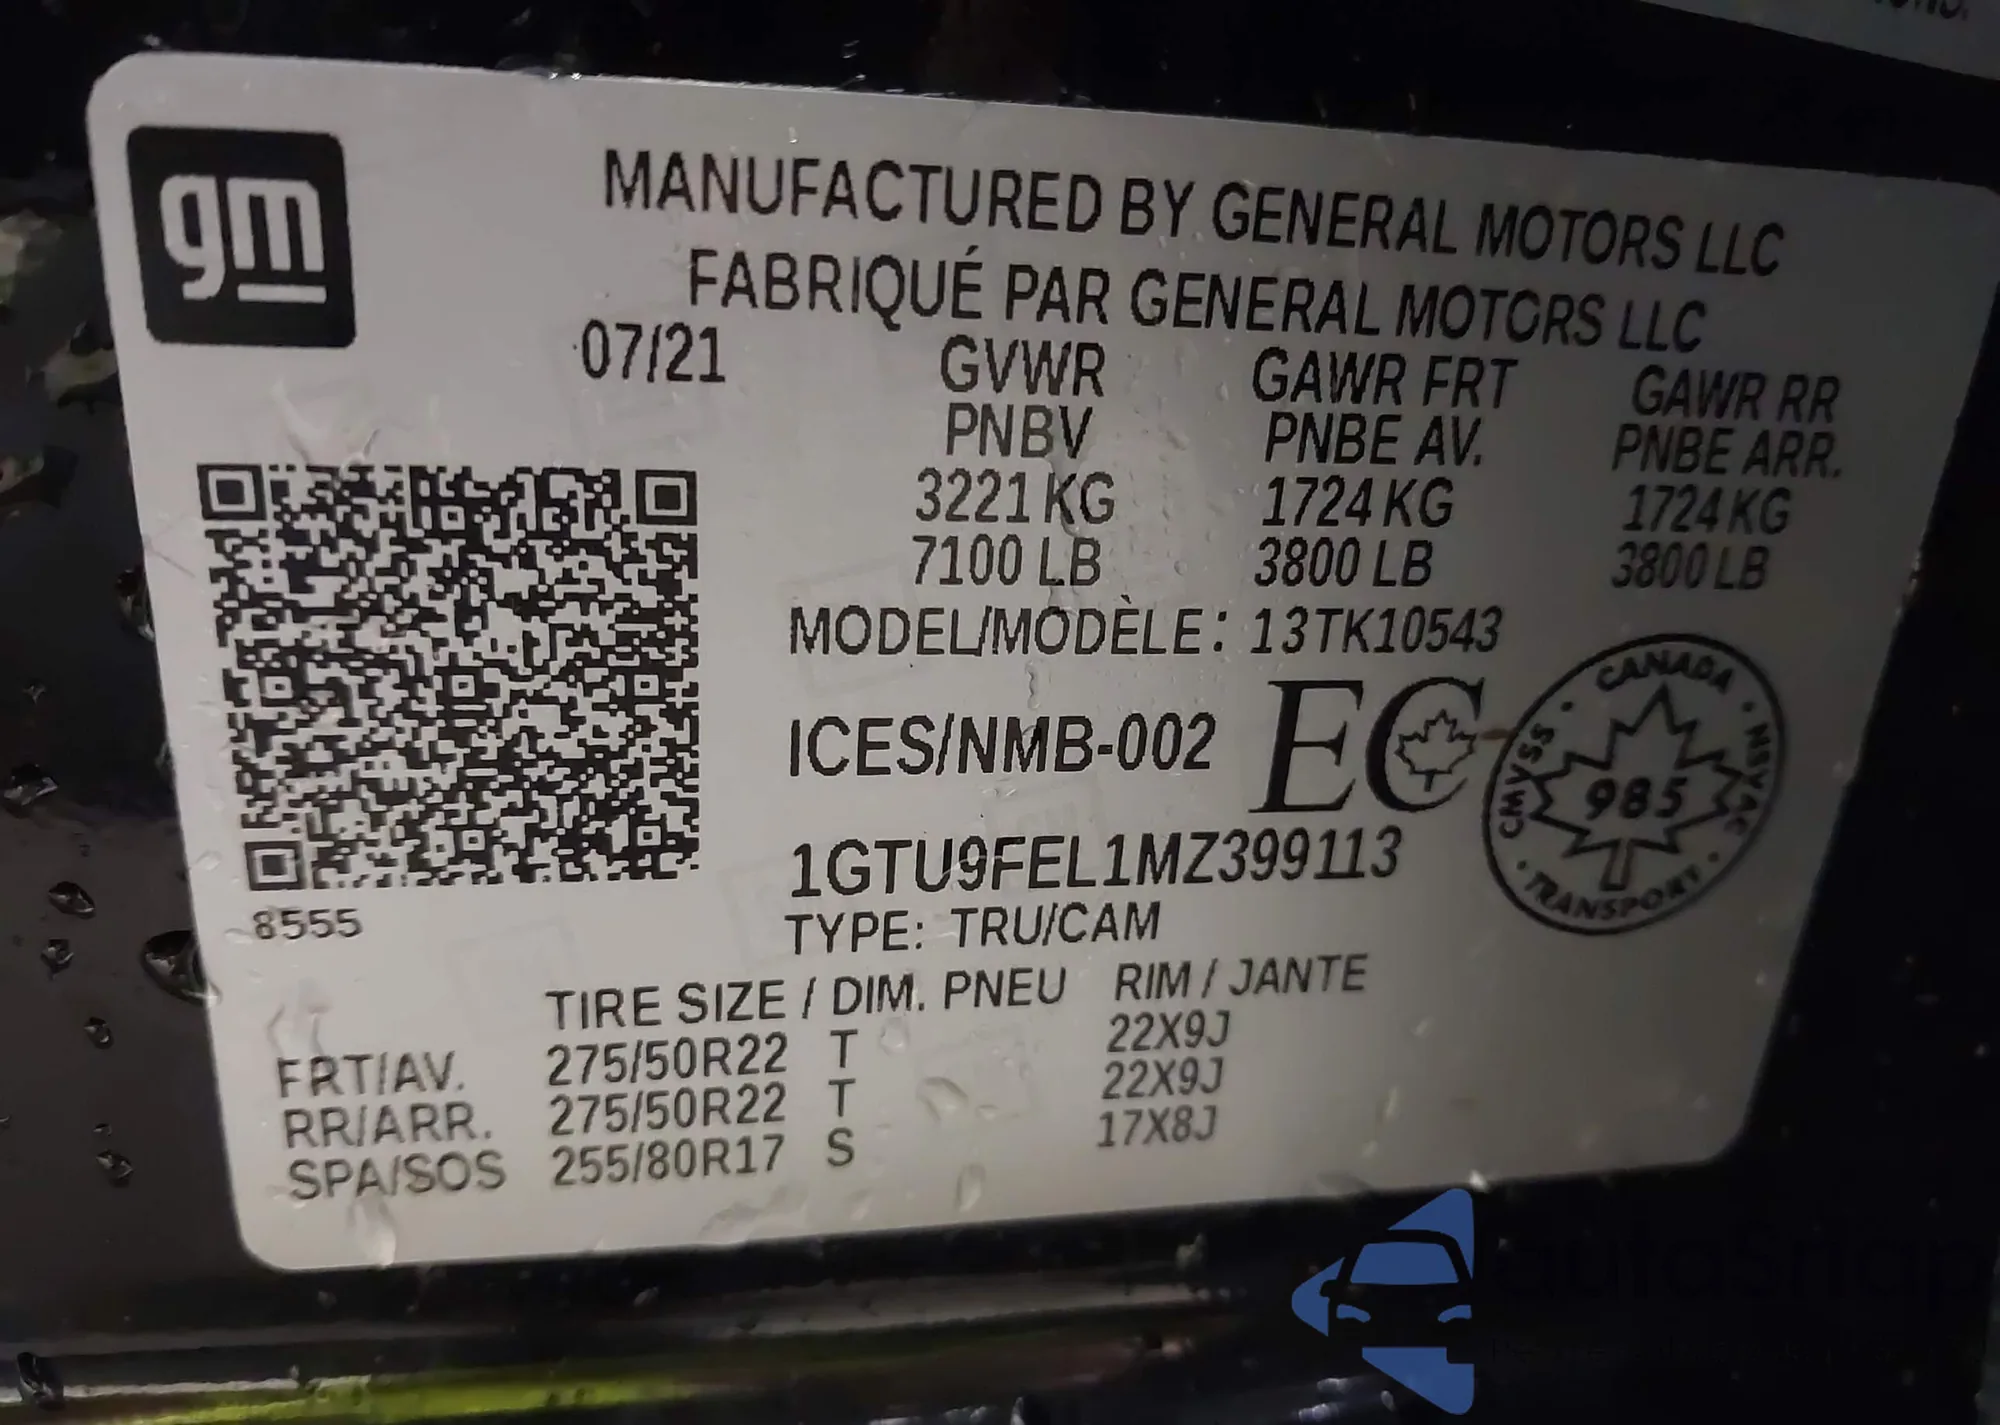 gm
MANUFACTURED BY GENERAL MOTORS LLC
FABRIQUÉ PAR GENERAL MOTORS LLC
07/21 GVWR GAWR FRT GAWR RR
PNBV PNBE AV. PNBE ARR.
3221 KG 1724 KG 1724 KG
7100 LB 3800 LB 3800 LB
MODEL/MODÈLE: 13TK10543
ICES/NMB-002 EC
CANADA
CMVSS · NSVAC
985
TRANSPORT
1GTU9FEL1MZ399113
8555
TYPE: TRU/CAM
TIRE SIZE / DIM. PNEU RIM / JANTE
FRT/AV. 275/50R22 T 22X9J
RR/ARR. 275/50R22 T 22X9J
SPA/SOS 255/80R17 S 17X8J